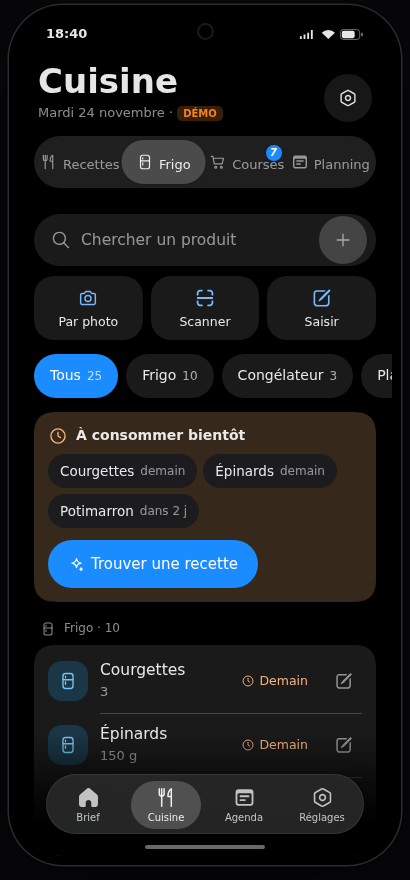 18:40
Cuisine
Mardi 24 novembre · DÉMO
Recettes Frigo Courses 7 Planning
Chercher un produit
Par photo Scanner Saisir
Tous 25 Frigo 10 Congélateur 3 Pla
À consommer bientôt
Courgettes demain Épinards demain
Potimarron dans 2 j
Trouver une recette
Frigo · 10
Courgettes
3 Demain
Épinards
150 g Demain
Brief Cuisine Agenda Réglages